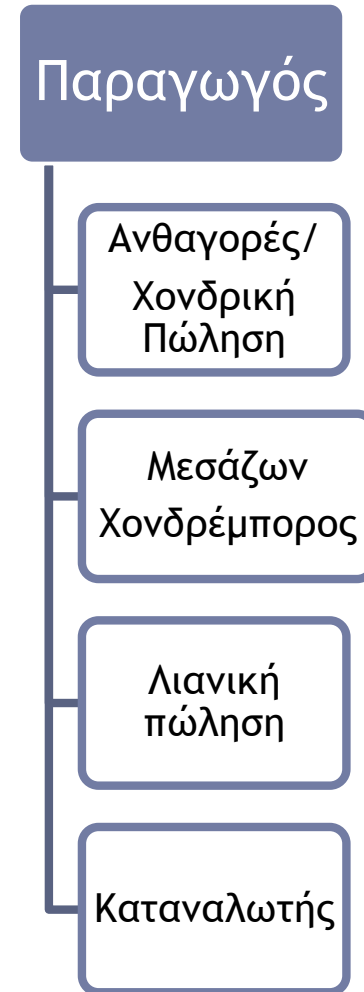 Παραγωγός
Ανθαγορές/
Χονδρική
Πώληση
Μεσάζων
Χονδρέμπορος
Λιανική
πώληση
Καταναλωτής